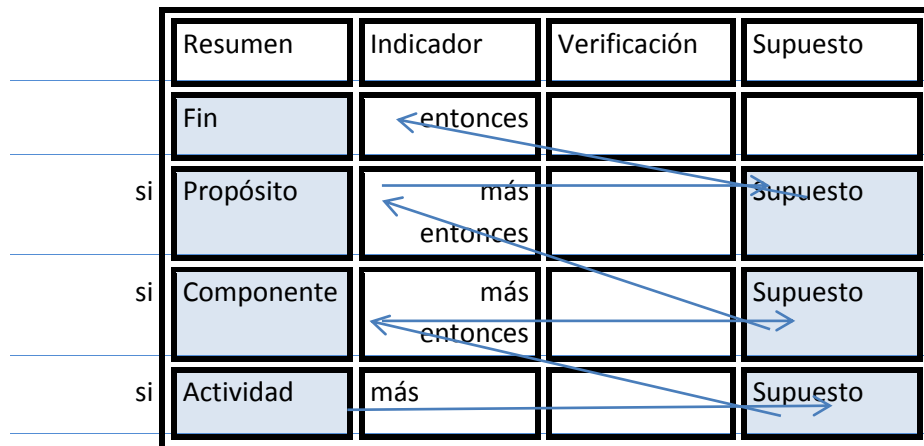 Resumen Indicador Verificación Supuesto
Fin entonces
si Propósito más Supuesto
entonces
si Componente más Supuesto
entonces
si Actividad más Supuesto